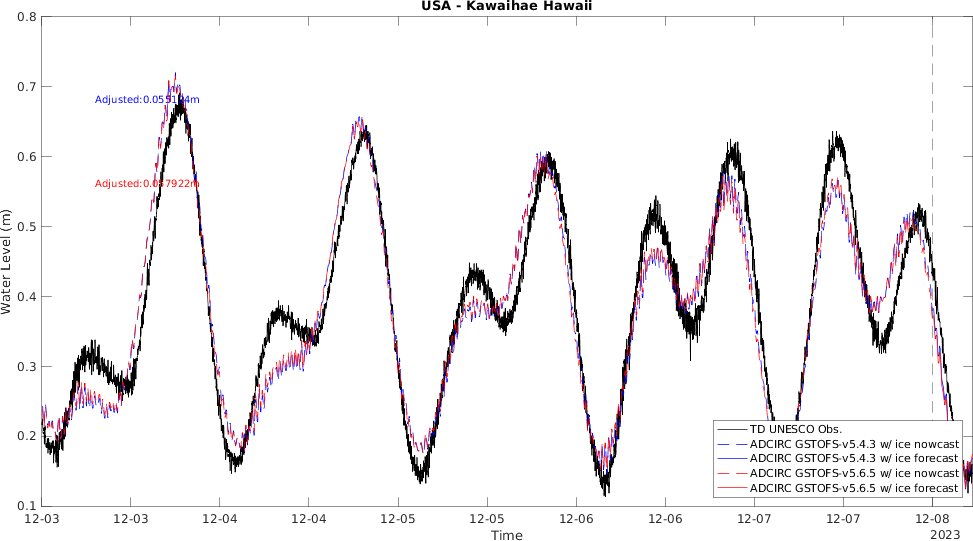 USA - Kawaihae Hawaii
0.8
0.7
0.6
0.5
0.4
0.3
0.2
0.1
Water Level (m)
Adjusted:
Adjusted:
TD UNESCO Obs.
ADCIRC GSTOFS-v5.4.3 w/ ice nowcast
ADCIRC GSTOFS-v5.4.3 w/ ice forecast
ADCIRC GSTOFS-v5.6.5 w/ ice nowcast
ADCIRC GSTOFS-v5.6.5 w/ ice forecast
12-03 12-03 12-04 12-04 12-05 12-05 12-06 12-06 12-07 12-07 12-08
2023
Time